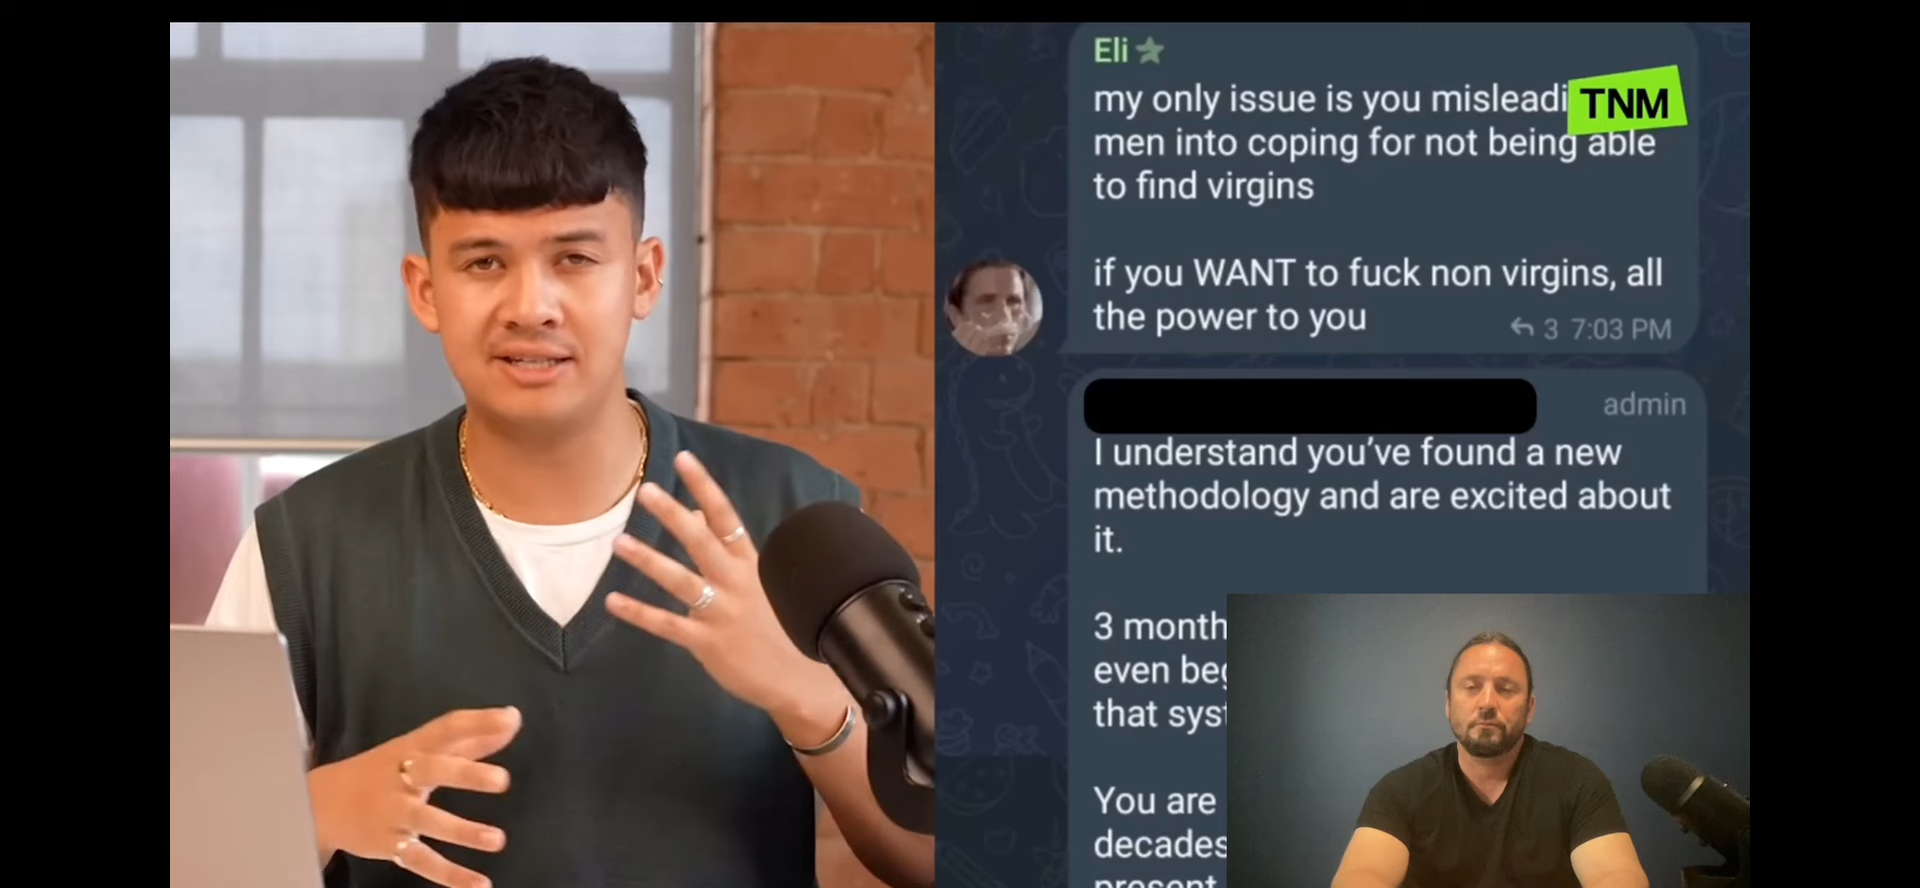 Eli
my only issue is you misleadi
TNM
men into coping for not being able
to find virgins
if you WANT to fuck non virgins, all
the power to you
3 7:03 PM
admin
I understand you've found a new
methodology and are excited about
it.
3 month
even beg
that syst
You are
decades
present